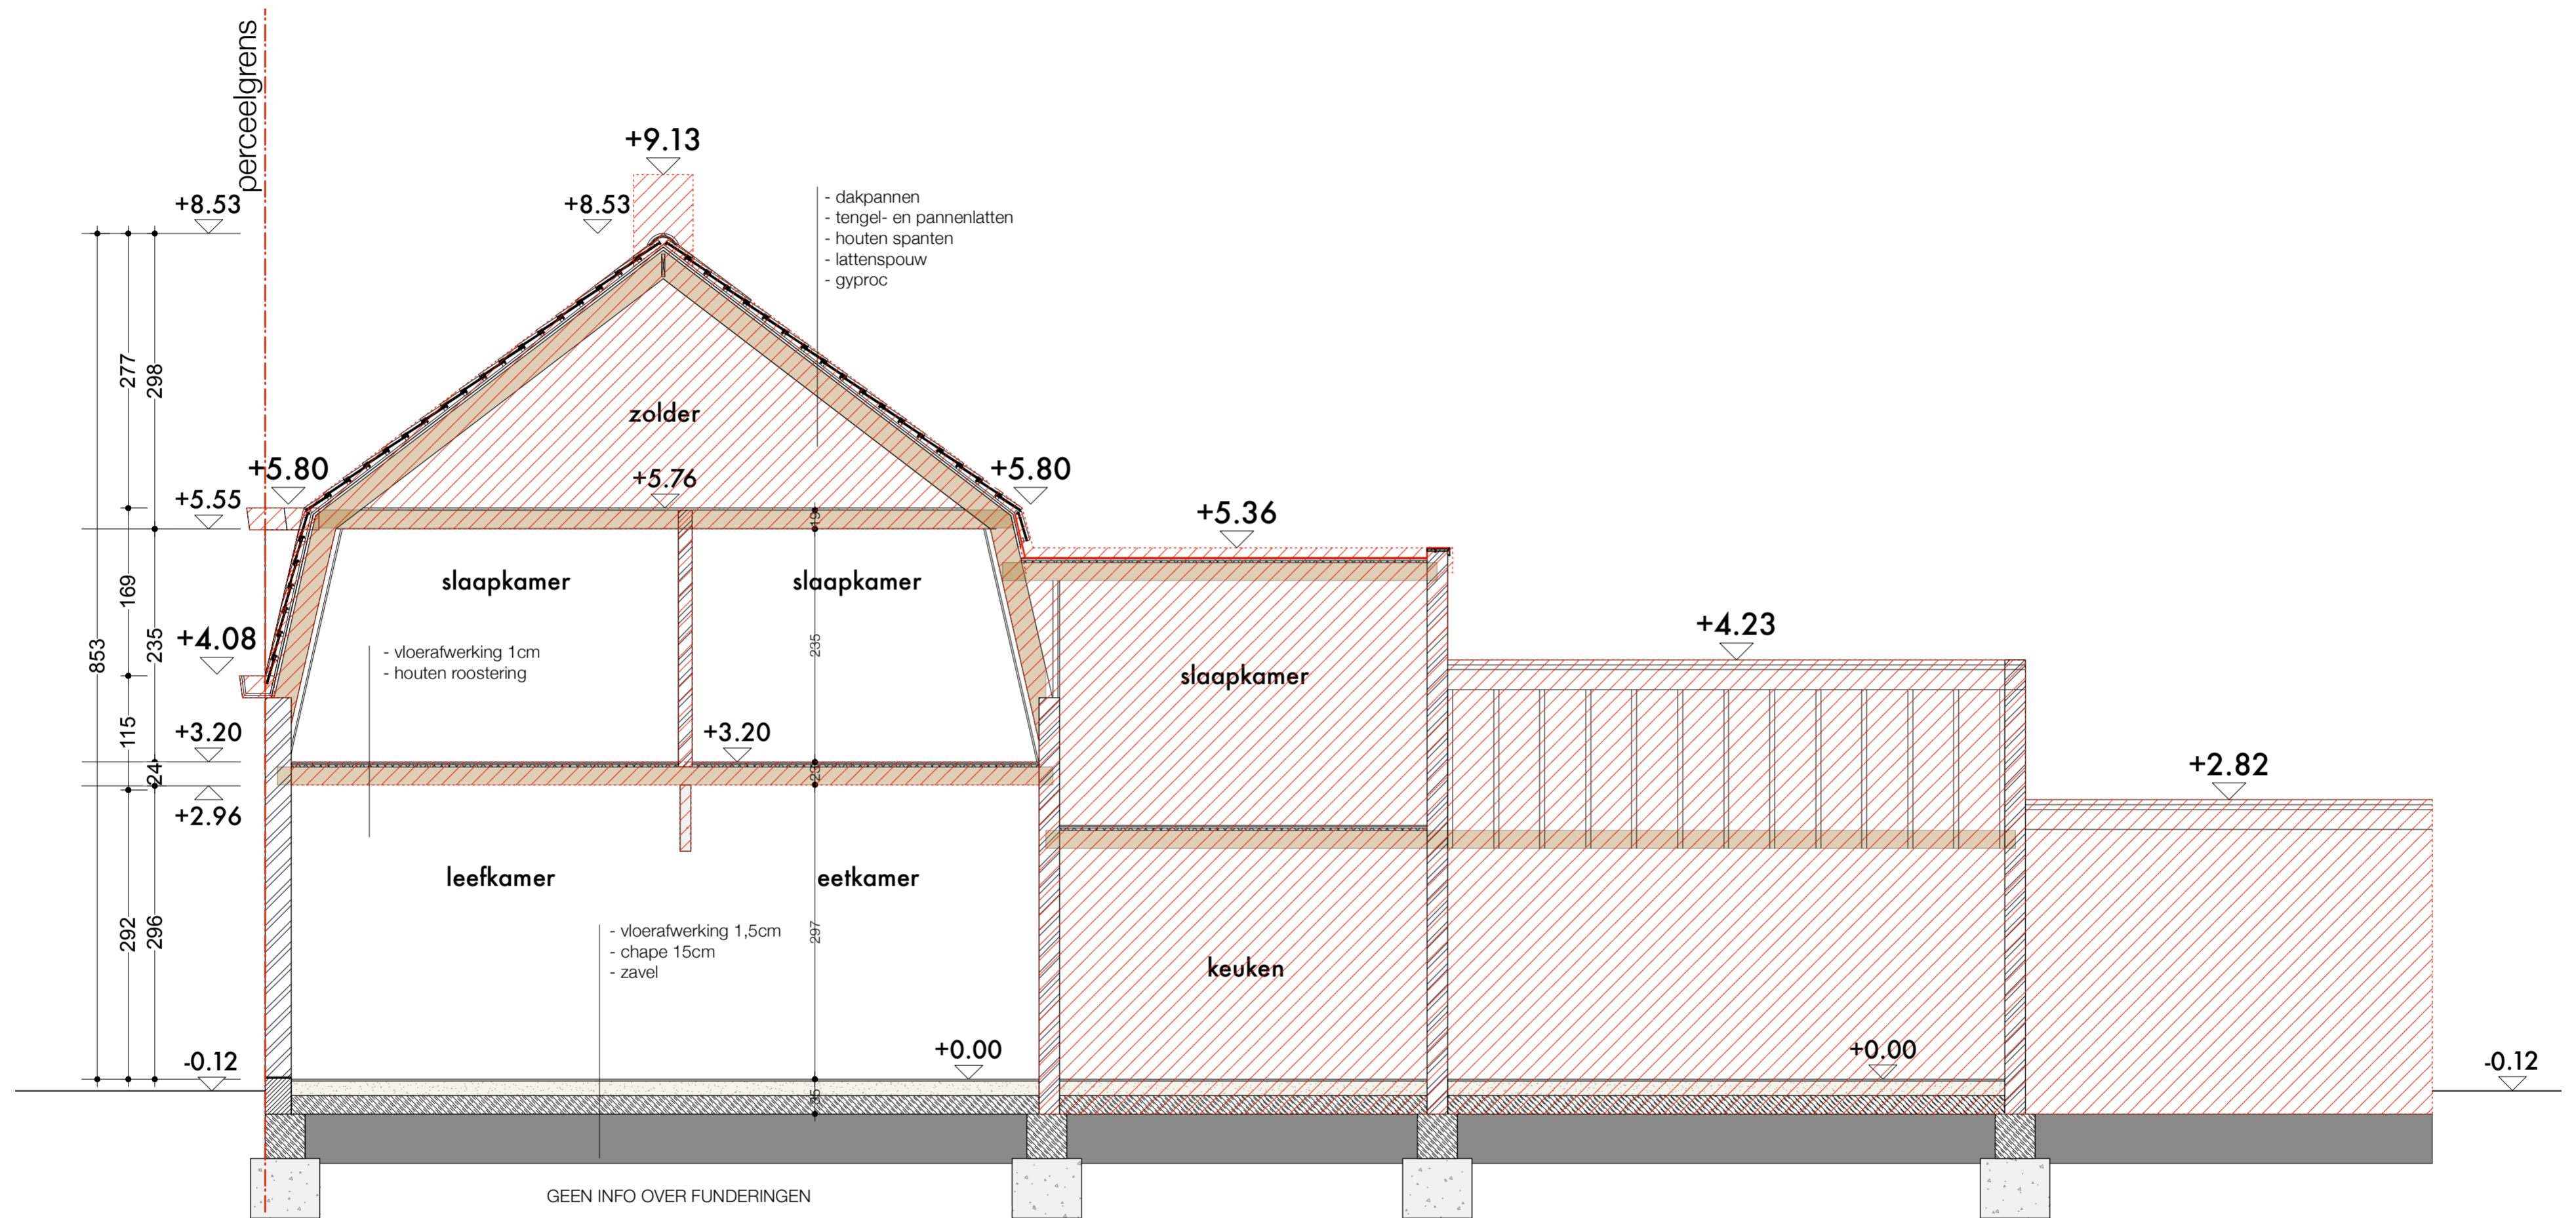 perceelgrens
+9.13
+8.53
+8.53
- dakpannen
- tengel- en pannenlatten
- houten spanten
- lattenspouw
- gyproc
277
298
zolder
+5.80
+5.80
+5.76
+5.55
+5.36
19
slaapkamer
slaapkamer
169
235
+4.08
853
235
- vloerafwerking 1cm
- houten roostering
+4.23
slaapkamer
115
+3.20
+3.20
24
23
+2.96
+2.82
leefkamer
eetkamer
292
296
297
- vloerafwerking 1,5cm
- chape 15cm
- zavel
keuken
-0.12
+0.00
+0.00
-0.12
GEEN INFO OVER FUNDERINGEN